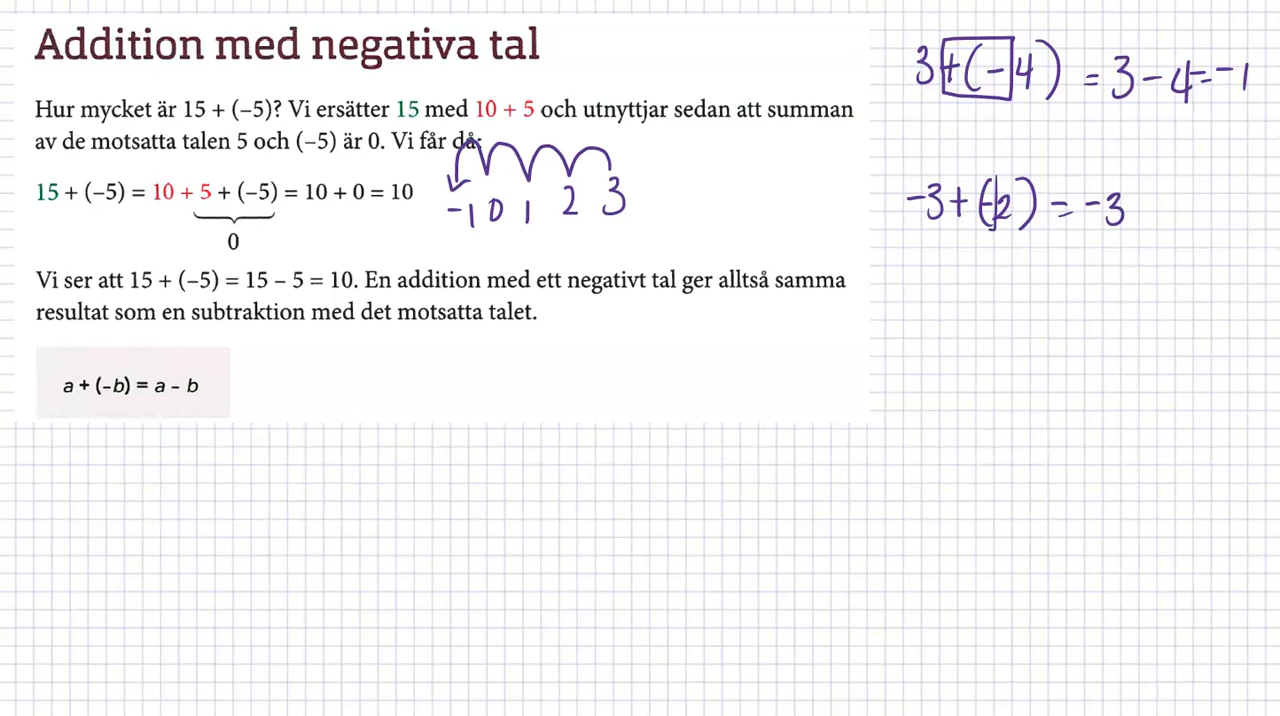 Addition med negativa tal
Hur mycket är 15 + (–5)? Vi ersätter 15 med 10 + 5 och utnyttjar sedan att summan
av de motsatta talen 5 och (–5) är 0. Vi får då:
15 + (–5) = 10 + 5 + (–5) = 10 + 0 = 10
0
-1 0 1 2 3
Vi ser att 15 + (–5) = 15 – 5 = 10. En addition med ett negativt tal ger alltså samma
resultat som en subtraktion med det motsatta talet.
a + (–b) = a – b
3+(-4) = 3-4=-1
-3+(-2) = -3